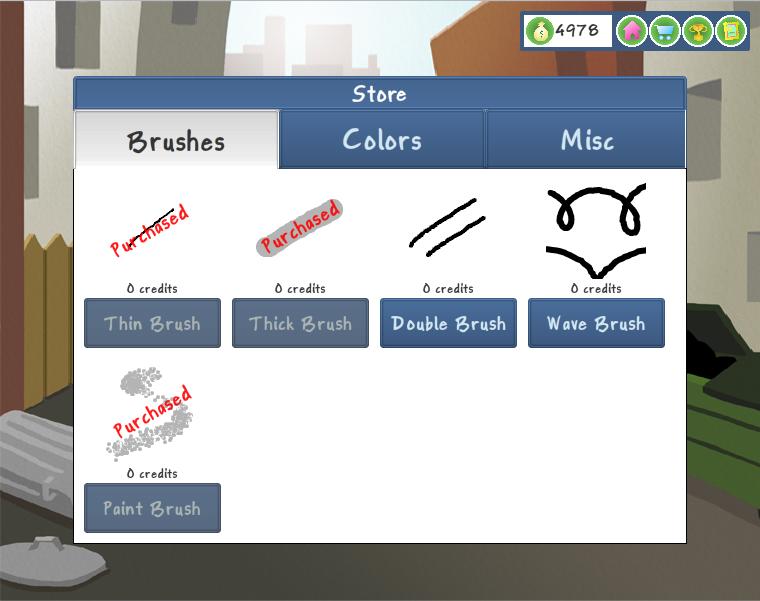 4978
Store
Brushes Colors Misc
Purchased Purchased
0 credits 0 credits 0 credits 0 credits
Thin Brush Thick Brush Double Brush Wave Brush
Purchased
0 credits
Paint Brush